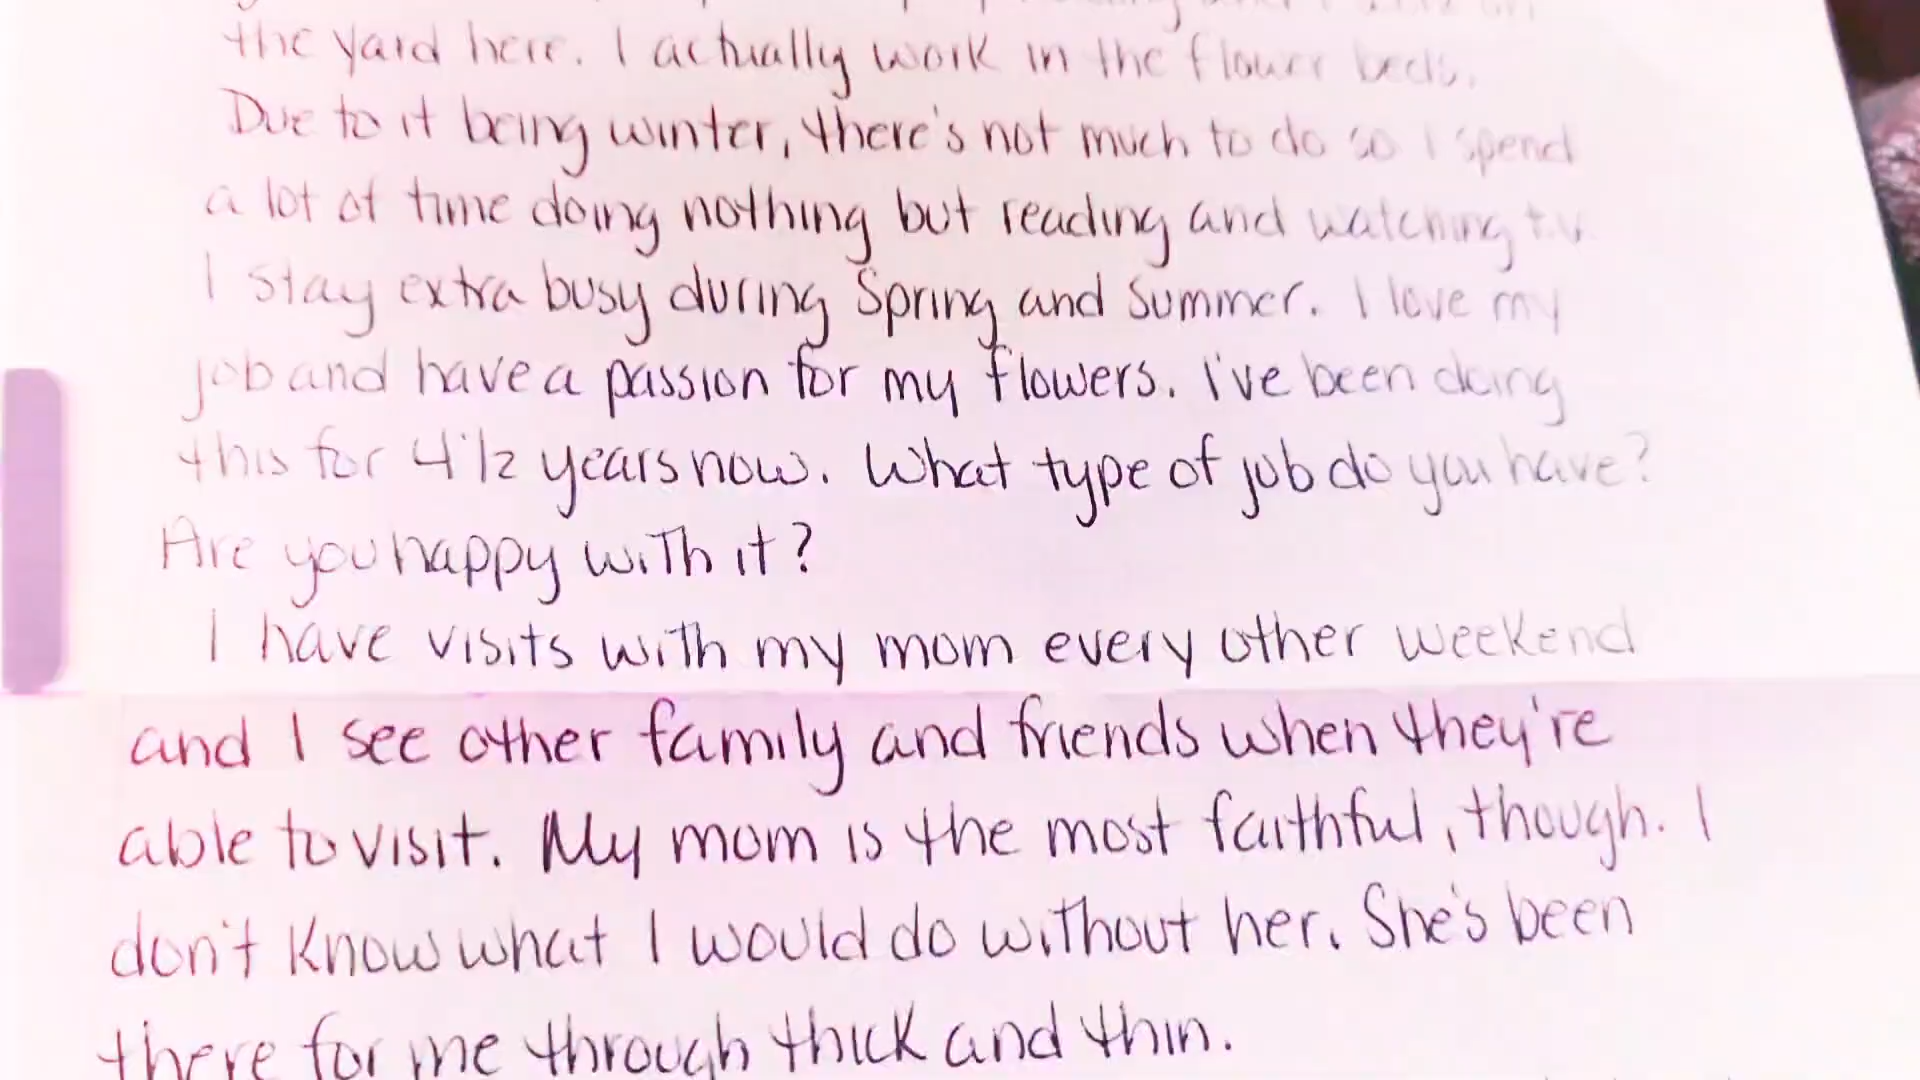 the yard here. I actually work in the flower beds.
Due to it being winter, there's not much to do so I spend
a lot of time doing nothing but reading and watching t.v.
I stay extra busy during Spring and Summer. I love my
job and have a passion for my flowers. I've been doing
this for 4 1/2 years now. What type of job do you have?
Are you happy with it?
I have visits with my mom every other weekend
and I see other family and friends when they're
able to visit. My mom is the most faithful, though. I
don't know what I would do without her. She's been
there for me through thick and thin.